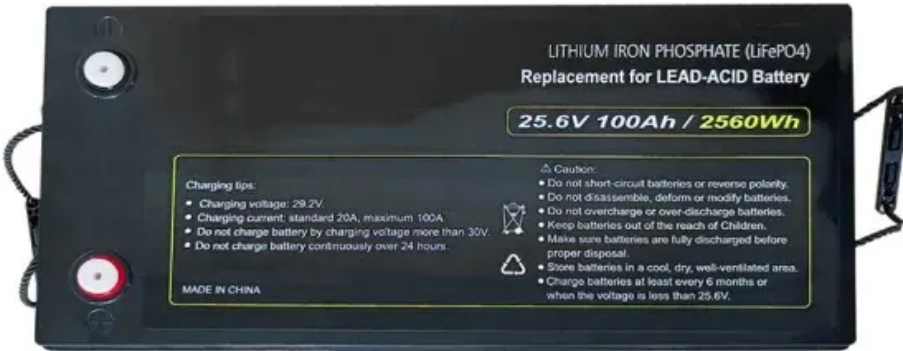 LITHIUM IRON PHOSPHATE (LiFePO4)
Replacement for LEAD-ACID Battery
25.6V 100Ah / 2560Wh
Charging tips:
• Charging voltage: 29.2V.
• Charging current: standard 20A, maximum 100A
• Do not charge battery by charging voltage more than 30V.
• Do not charge battery continuously over 24 hours.
MADE IN CHINA
⚠ Caution:
• Do not short-circuit batteries or reverse polarity.
• Do not disassemble, deform or modify batteries.
• Do not overcharge or over-discharge batteries.
• Keep batteries out of the reach of Children.
• Make sure batteries are fully discharged before
proper disposal.
• Store batteries in a cool, dry, well-ventilated area.
• Charge batteries at least every 6 months or
when the voltage is less than 25.6V.